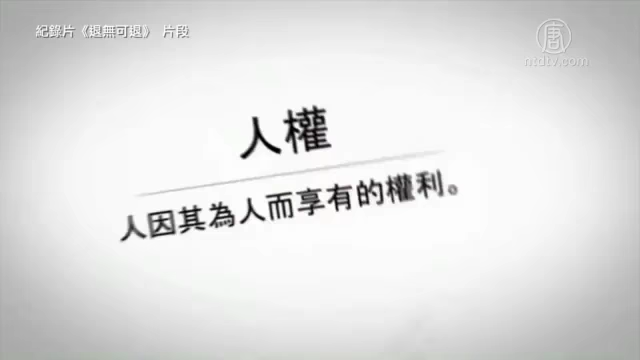 紀錄片《退無可退》 片段
唐
ntdtv.com
人權
人因其為人而享有的權利。